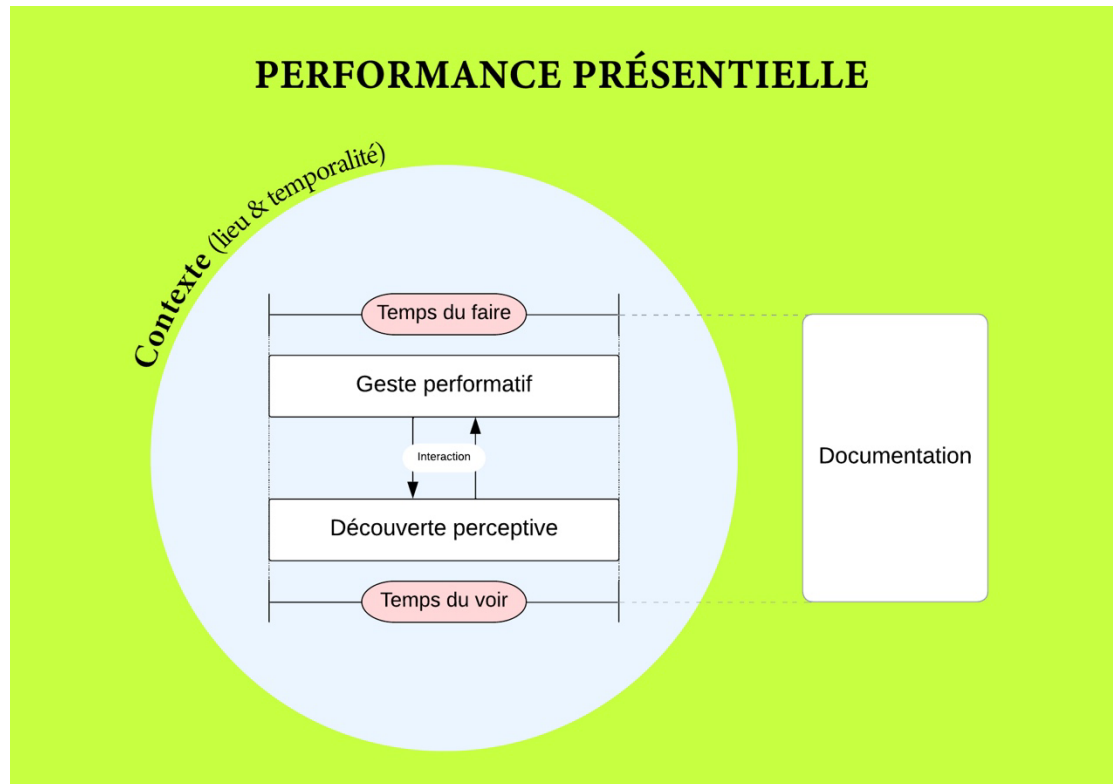 PERFORMANCE PRÉSENTIELLE
Contexte (lieu & temporalité)
Temps du faire
Geste performatif
Interaction
Documentation
Découverte perceptive
Temps du voir